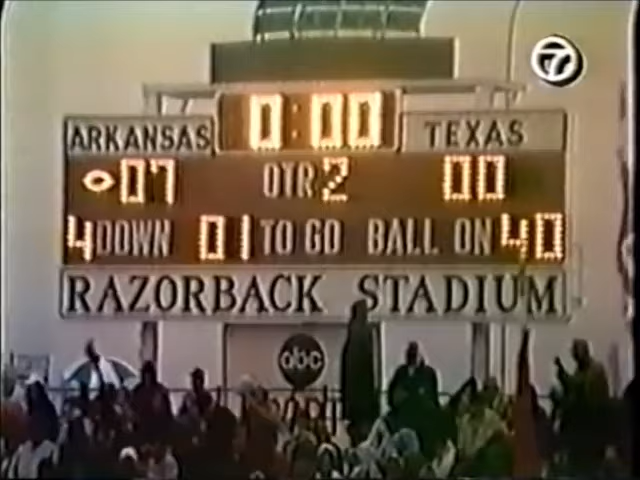 7
0:00
ARKANSAS TEXAS
07 QTR 2 00
4 DOWN 01 TO GO BALL ON 40
RAZORBACK STADIUM
abc